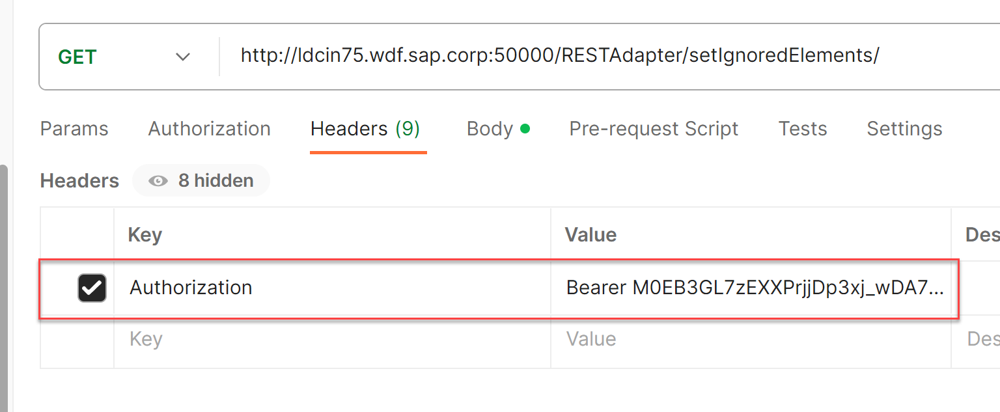 GET http://ldcin75.wdf.sap.corp:50000/RESTAdapter/setIgnoredElements/
Params Authorization Headers (9) Body Pre-request Script Tests Settings
Headers 8 hidden
Key Value Des
Authorization Bearer M0EB3GL7zEXXPrjjDp3xj_wDA7...
Key Value Des